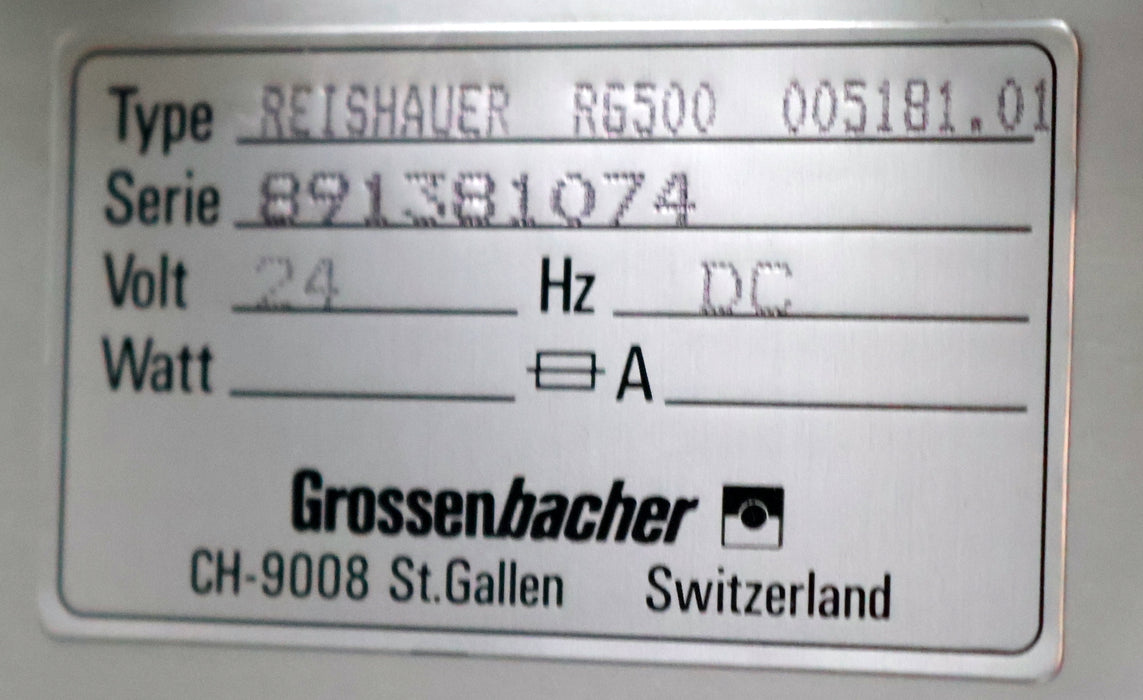 Type REISHAUER RG500 005181.01
Serie 891381074
Volt 24 Hz DC
Watt A
Grossenbacher
CH-9008 St.Gallen Switzerland